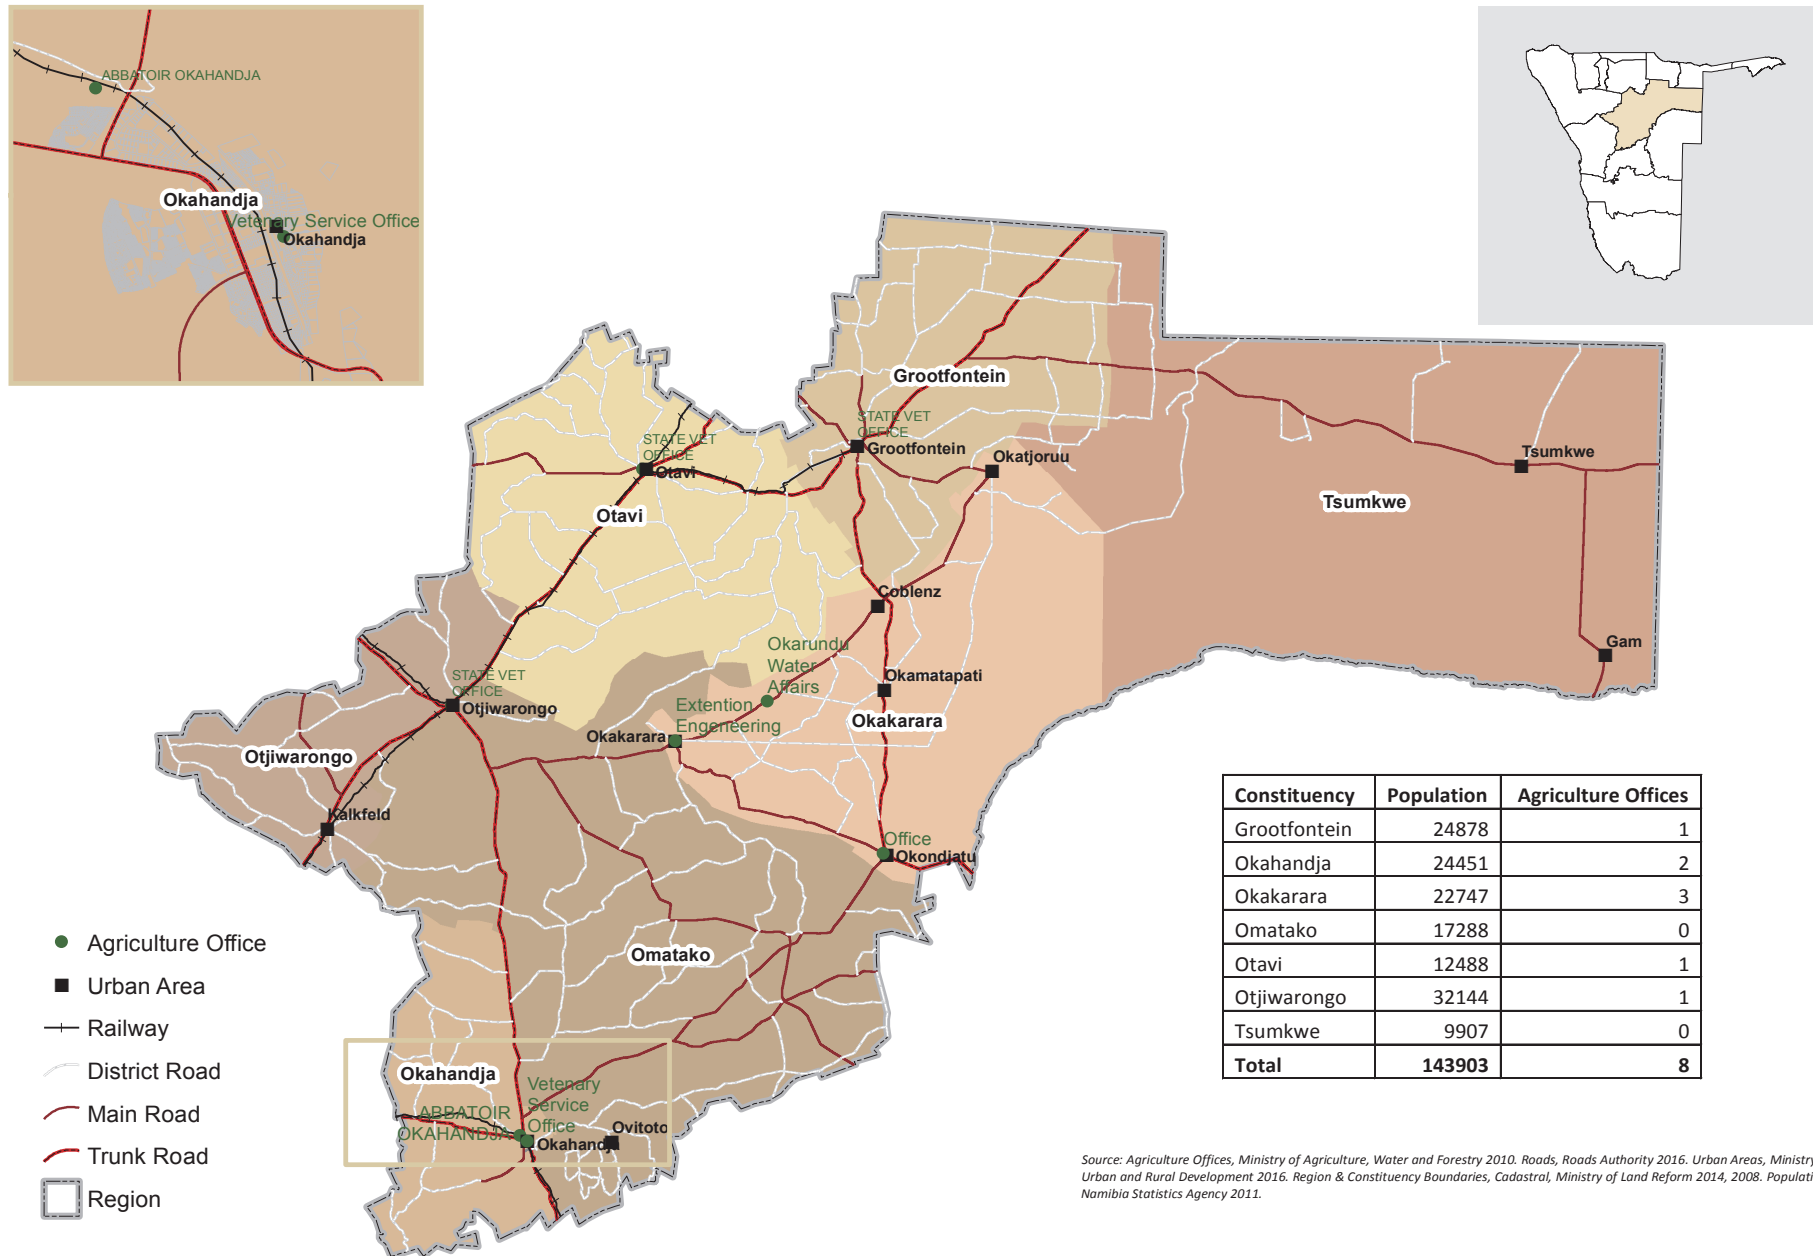 ABBATOIR OKAHANDJA
Okahandja
Vetenary Service Office
Okahandja
Grootfontein
STATE VET
OFFICE
Grootfontein
STATE VET
OFFICE
Otavi
Okatjoruu
Tsumkwe
Tsumkwe
Otavi
Coblenz
Gam
Okarundu
Water
Affairs
Okamatapati
STATE VET
OFFICE
Otjiwarongo
Extention
Engeneering
Okakarara
Okakarara
Otjiwarongo
Kalkfeld
Office
Okondjatu
Omatako
Okahandja
Vetenary
Service
Office
ABBATOIR
OKAHANDJA
Okahandja
Ovitoto
Agriculture Office
Urban Area
Railway
District Road
Main Road
Trunk Road
Region
Constituency Population Agriculture Offices
Grootfontein 24878 1
Okahandja 24451 2
Okakarara 22747 3
Omatako 17288 0
Otavi 12488 1
Otjiwarongo 32144 1
Tsumkwe 9907 0
Total 143903 8
Source: Agriculture Offices, Ministry of Agriculture, Water and Forestry 2010. Roads, Roads Authority 2016. Urban Areas, Ministry
Urban and Rural Development 2016. Region & Constituency Boundaries, Cadastral, Ministry of Land Reform 2014, 2008. Populati
Namibia Statistics Agency 2011.